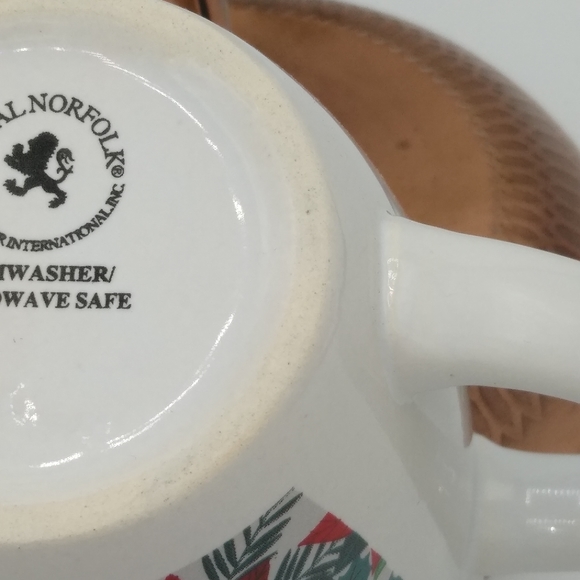 AL NORFOLK®
R INTERNATIONAL, INC.
HWASHER/
OWAVE SAFE